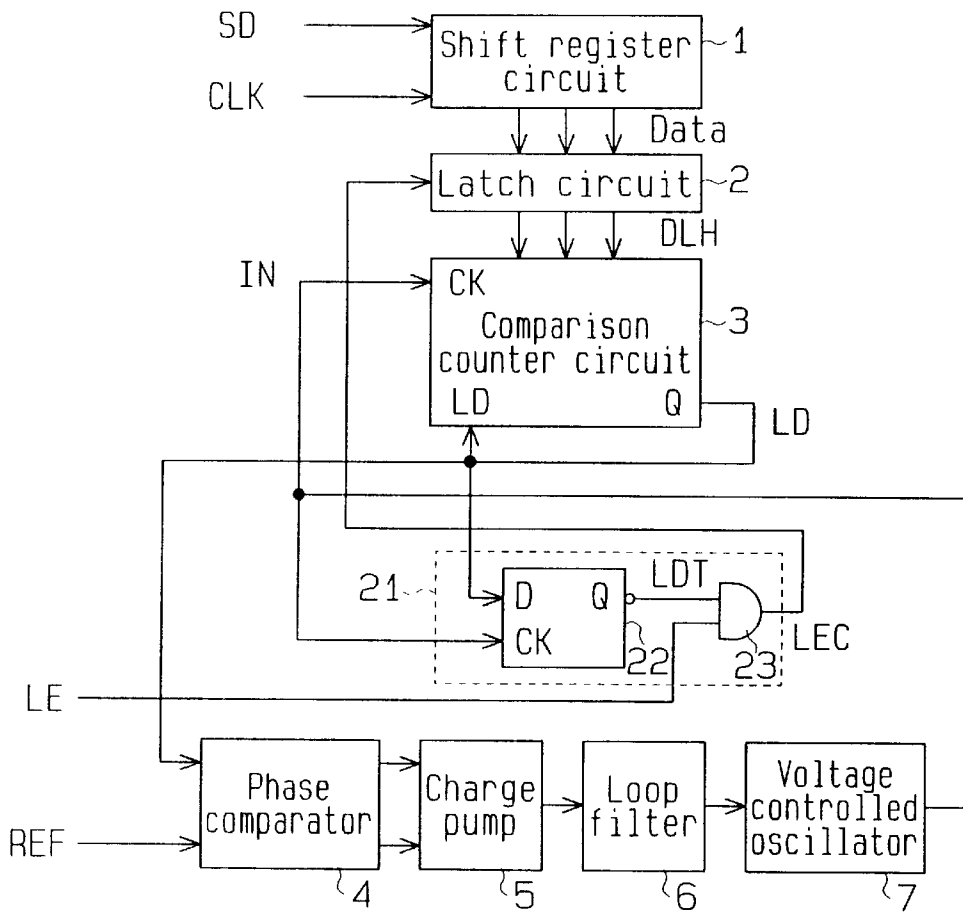 SD
Shift register
circuit
1
CLK
Data
Latch circuit
2
DLH
IN
CK
3
Comparison
counter circuit
LD
Q
LD
21
D
Q
LDT
CK
22
23
LEC
LE
Phase
comparator
Charge
pump
Loop
filter
Voltage
controlled
oscillator
REF
4
5
6
7